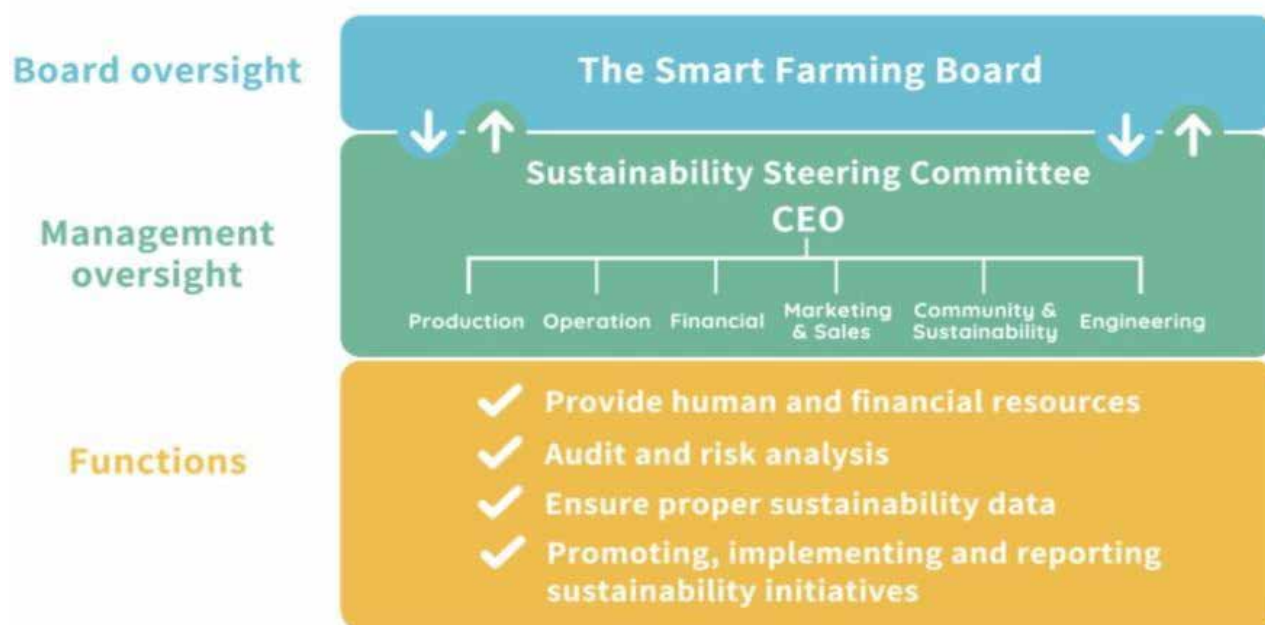 Board oversight
The Smart Farming Board
Management
oversight
Sustainability Steering Committee
CEO
Production
Operation
Financial
Marketing
& Sales
Community &
Sustainability
Engineering
Functions
Provide human and financial resources
Audit and risk analysis
Ensure proper sustainability data
Promoting, implementing and reporting
sustainability initiatives